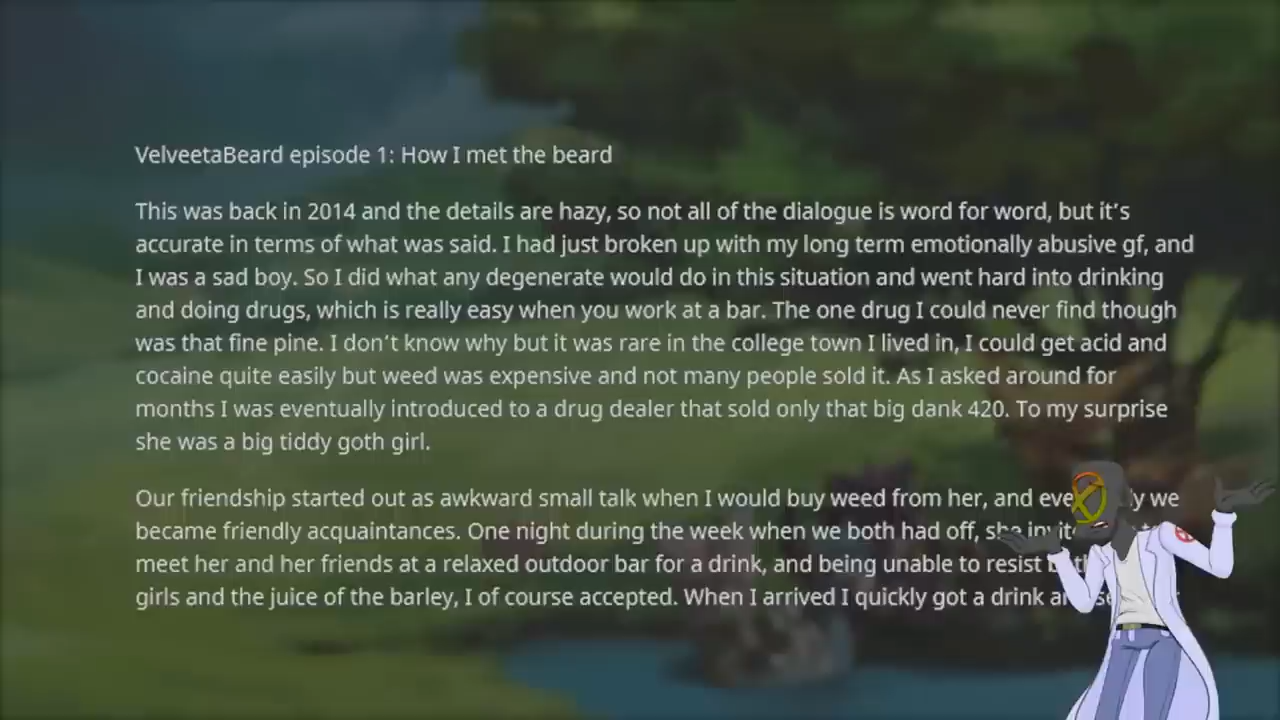 VelveetaBeard episode 1: How I met the beard
This was back in 2014 and the details are hazy, so not all of the dialogue is word for word, but it's
accurate in terms of what was said. I had just broken up with my long term emotionally abusive gf, and
I was a sad boy. So I did what any degenerate would do in this situation and went hard into drinking
and doing drugs, which is really easy when you work at a bar. The one drug I could never find though
was that fine pine. I don't know why but it was rare in the college town I lived in, I could get acid and
cocaine quite easily but weed was expensive and not many people sold it. As I asked around for
months I was eventually introduced to a drug dealer that sold only that big dank 420. To my surprise
she was a big tiddy goth girl.
Our friendship started out as awkward small talk when I would buy weed from her, and we
became friendly acquaintances. One night during the week when we both had off, she
meet her and her friends at a relaxed outdoor bar for a drink, and being unable to resist
girls and the juice of the barley, I of course accepted. When I arrived I quickly got a drink